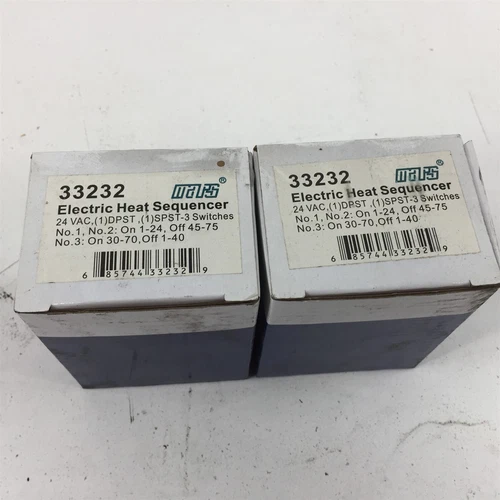 33232 mars®
Electric Heat Sequencer
24 VAC,(1)DPST ,(1)SPST-3 Switches
No.1, No.2: On 1-24, Off 45-75
No.3: On 30-70,Off 1-40
6 85744 33232 9
33232 mars®
Electric Heat Sequencer
24 VAC,(1)DPST ,(1)SPST-3 Switches
No.1, No.2: On 1-24, Off 45-75
No.3: On 30-70,Off 1-40
6 85744 33232 9